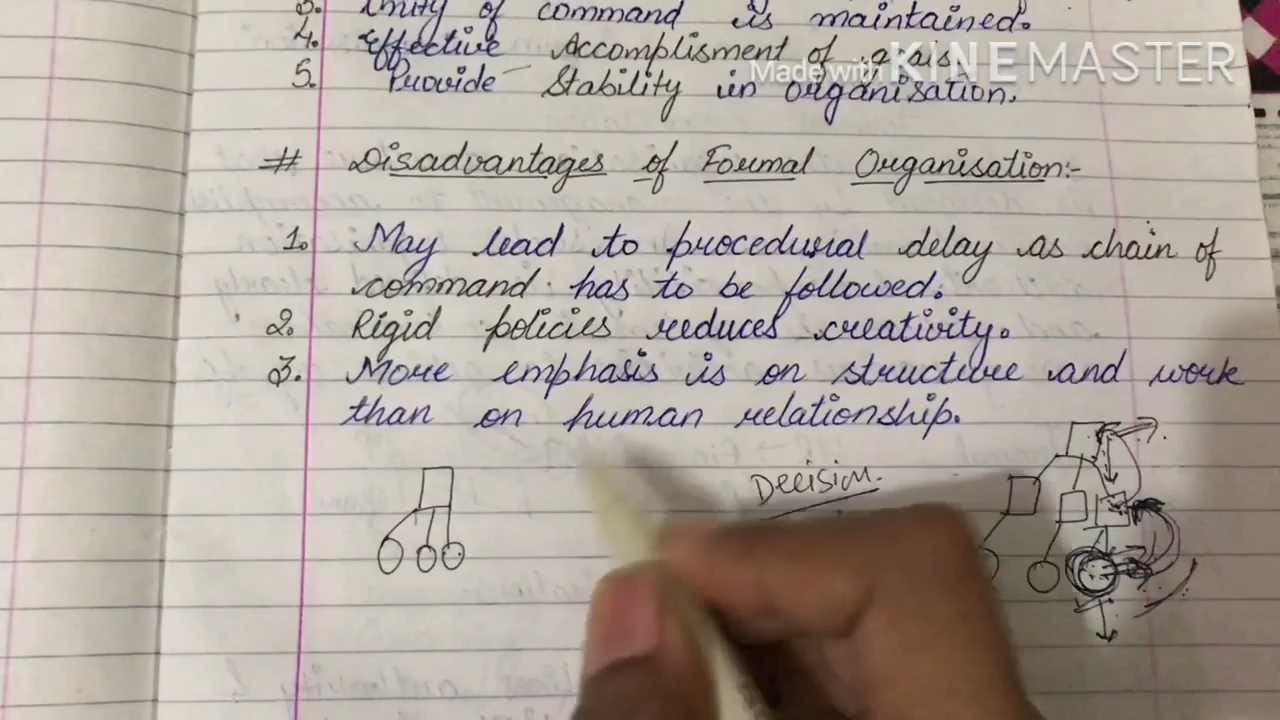 3. Unity of command is maintained.
4. Effective Accomplisment of goals
Made with KINEMASTER
5. Provide Stability in organisation.
# Disadvantages of Formal Organisation:-
1. May lead to procedural delay as chain of
command has to be followed.
2. Rigid policies reduces creativity.
3. More emphasis is on structure and work
than on human relationship.
Decision.